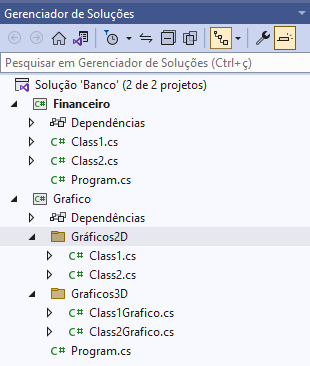 Gerenciador de Soluções
Pesquisar em Gerenciador de Soluções (Ctrl+ç)
Solução 'Banco' (2 de 2 projetos)
C# Financeiro
Dependências
C# Class1.cs
C# Class2.cs
C# Program.cs
C# Grafico
Dependências
Gráficos2D
C# Class1.cs
C# Class2.cs
Graficos3D
C# Class1Grafico.cs
C# Class2Grafico.cs
C# Program.cs